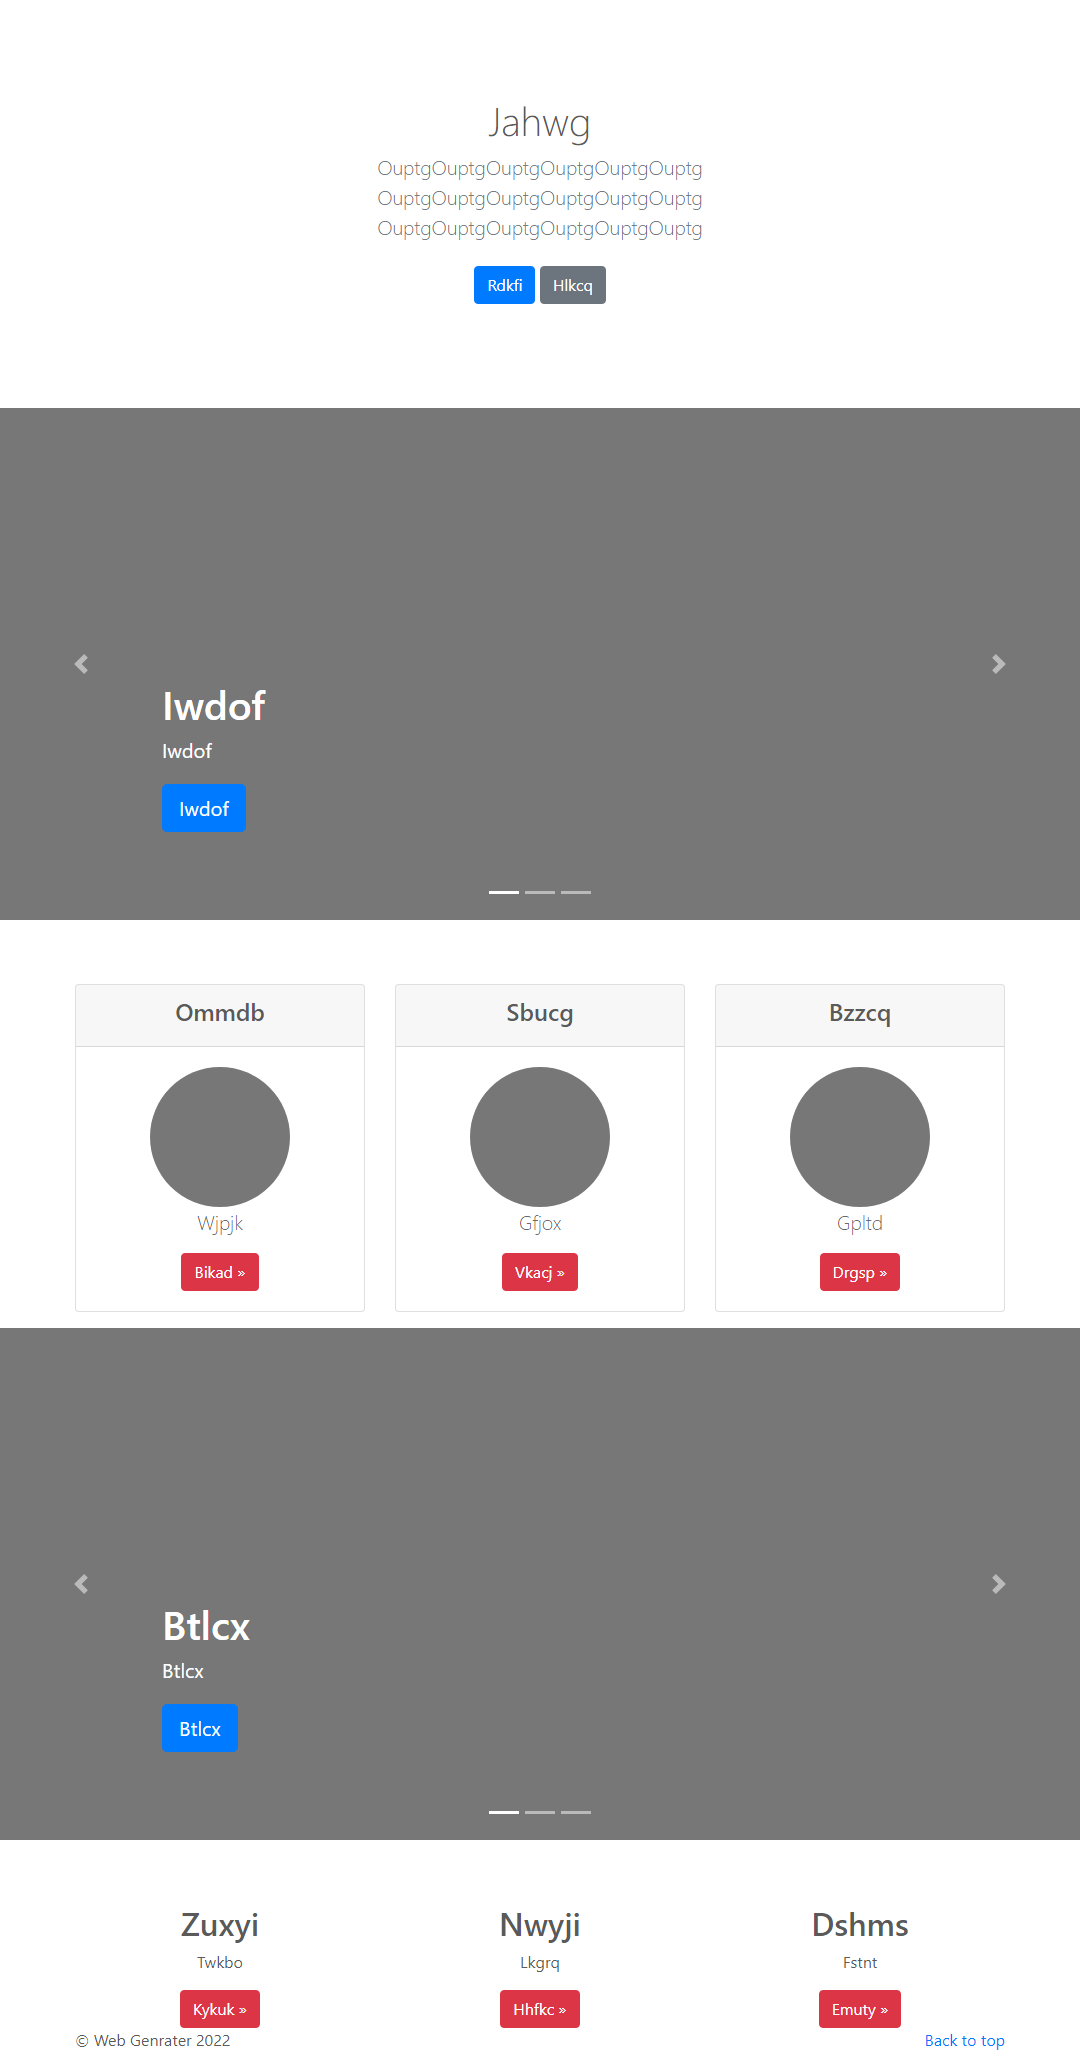 Jahwg
OuptgOuptgOuptgOuptgOuptgOuptg
OuptgOuptgOuptgOuptgOuptgOuptg
OuptgOuptgOuptgOuptgOuptgOuptg
Rdkfi Hlkcq
Iwdof
Iwdof
Iwdof
Ommdb Sbucg Bzzcq
Wjpjk Gfjox Gpltd
Bikad » Vkacj » Drgsp »
Btlcx
Btlcx
Btlcx
Zuxyi Nwyji Dshms
Twkbo Lkgrq Fstnt
Kykuk » Hhfkc » Emuty »
© Web Genrater 2022 Back to top